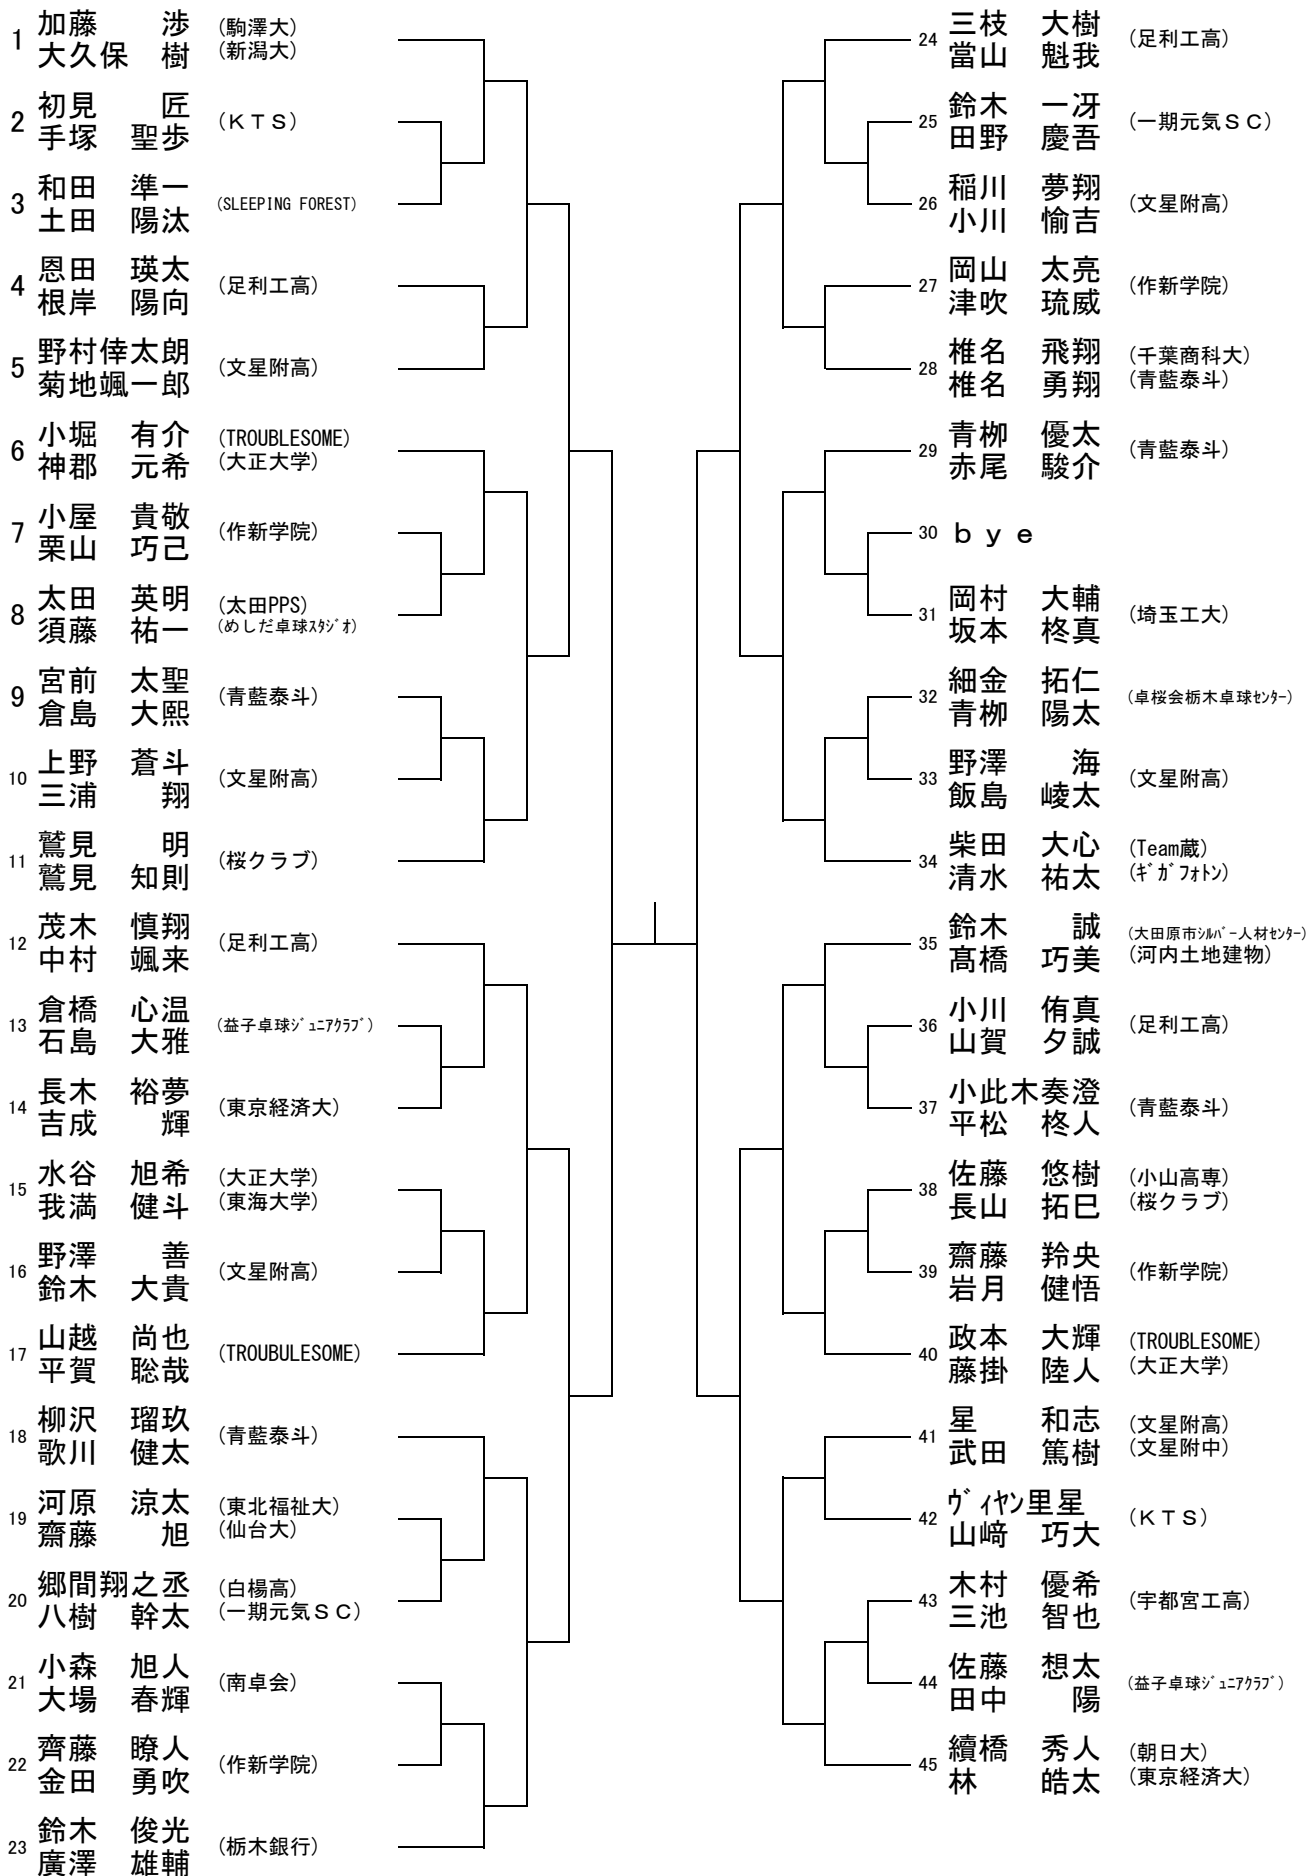 1 加藤　渉 (駒澤大)
大久保　樹 (新潟大)
2 初見　匠 (ＫＴＳ)
手塚　聖歩
3 和田　準一 (SLEEPING FOREST)
土田　陽汰
4 恩田　瑛太 (足利工高)
根岸　陽向
5 野村倖太朗 (文星附高)
菊地颯一郎
6 小堀　有介 (TROUBLESOME)
神郡　元希 (大正大学)
7 小屋　貴敬 (作新学院)
栗山　巧己
8 太田　英明 (太田PPS)
須藤　祐一 (めしだ卓球ｽﾀｼﾞｵ)
9 宮前　太聖 (青藍泰斗)
倉島　大熙
10 上野　蒼斗 (文星附高)
三浦　翔
11 鷲見　明 (桜クラブ)
鷲見　知則
12 茂木　慎翔 (足利工高)
中村　颯来
13 倉橋　心温 (益子卓球ｼﾞｭﾆｱｸﾗﾌﾞ)
石島　大雅
14 長木　裕夢 (東京経済大)
吉成　輝
15 水谷　旭希 (大正大学)
我満　健斗 (東海大学)
16 野澤　善 (文星附高)
鈴木　大貴
17 山越　尚也 (TROUBULESOME)
平賀　聡哉
18 柳沢　瑠玖 (青藍泰斗)
歌川　健太
19 河原　涼太 (東北福祉大)
齋藤　旭 (仙台大)
20 郷間翔之丞 (白楊高)
八樹　幹太 (一期元気ＳＣ)
21 小森　旭人 (南卓会)
大場　春輝
22 齊藤　瞭人 (作新学院)
金田　勇吹
23 鈴木　俊光 (栃木銀行)
廣澤　雄輔
24 三枝　大樹 (足利工高)
當山　魁我
25 鈴木　一冴 (一期元気ＳＣ)
田野　慶吾
26 稲川　夢翔 (文星附高)
小川　愉吉
27 岡山　太亮 (作新学院)
津吹　琉威
28 椎名　飛翔 (千葉商科大)
椎名　勇翔 (青藍泰斗)
29 青栁　優太 (青藍泰斗)
赤尾　駿介
30 ｂｙｅ
31 岡村　大輔 (埼玉工大)
坂本　柊真
32 細金　拓仁 (卓桜会栃木卓球ｾﾝﾀｰ)
青栁　陽太
33 野澤　海 (文星附高)
飯島　崚太
34 柴田　大心 (Team蔵)
清水　祐太 (ｷﾞｶﾞﾌｫﾄﾝ)
35 鈴木　誠 (大田原市ｼﾙﾊﾞｰ人材ｾﾝﾀｰ)
髙橋　巧美 (河内土地建物)
36 小川　侑真 (足利工高)
山賀　夕誠
37 小此木奏澄 (青藍泰斗)
平松　柊人
38 佐藤　悠樹 (小山高専)
長山　拓巳 (桜クラブ)
39 齋藤　羚央 (作新学院)
岩月　健悟
40 政本　大輝 (TROUBLESOME)
藤掛　陸人 (大正大学)
41 星　和志 (文星附高)
武田　篤樹 (文星附中)
42 ヴィヤン里星 (ＫＴＳ)
山﨑　巧大
43 木村　優希 (宇都宮工高)
三池　智也
44 佐藤　想太 (益子卓球ｼﾞｭﾆｱｸﾗﾌﾞ)
田中　陽
45 續橋　秀人 (朝日大)
林　皓太 (東京経済大)